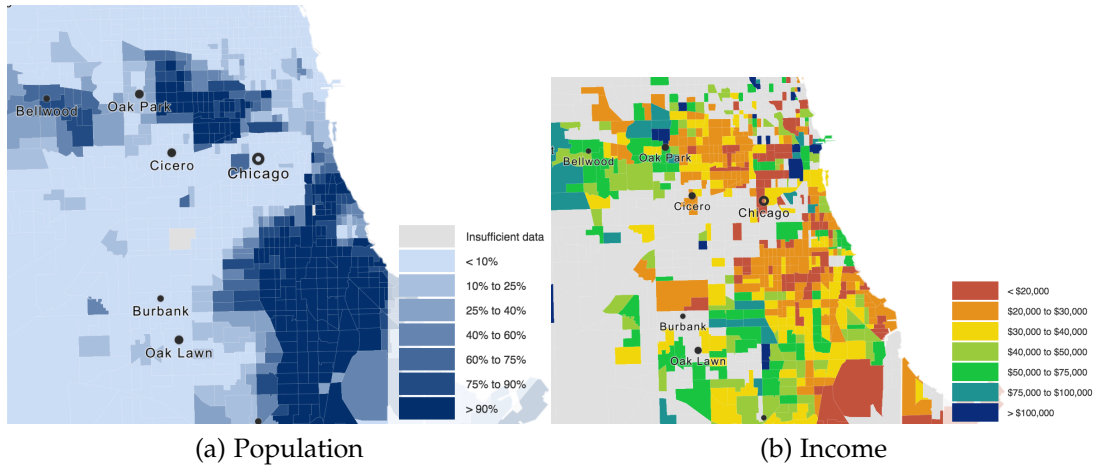 Bellwood
Oak Park
Cicero
Chicago
Burbank
Oak Lawn
Insufficient data
< 10%
10% to 25%
25% to 40%
40% to 60%
60% to 75%
75% to 90%
> 90%
(a) Population
Bellwood
Oak Park
Cicero
Chicago
Burbank
Oak Lawn
< $20,000
$20,000 to $30,000
$30,000 to $40,000
$40,000 to $50,000
$50,000 to $75,000
$75,000 to $100,000
> $100,000
(b) Income